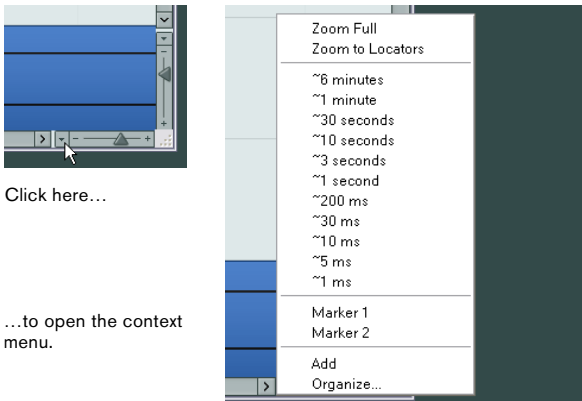 Click here…
…to open the context
menu.
Zoom Full
Zoom to Locators
~6 minutes
~1 minute
~30 seconds
~10 seconds
~3 seconds
~1 second
~200 ms
~30 ms
~10 ms
~5 ms
~1 ms
Marker 1
Marker 2
Add
Organize...